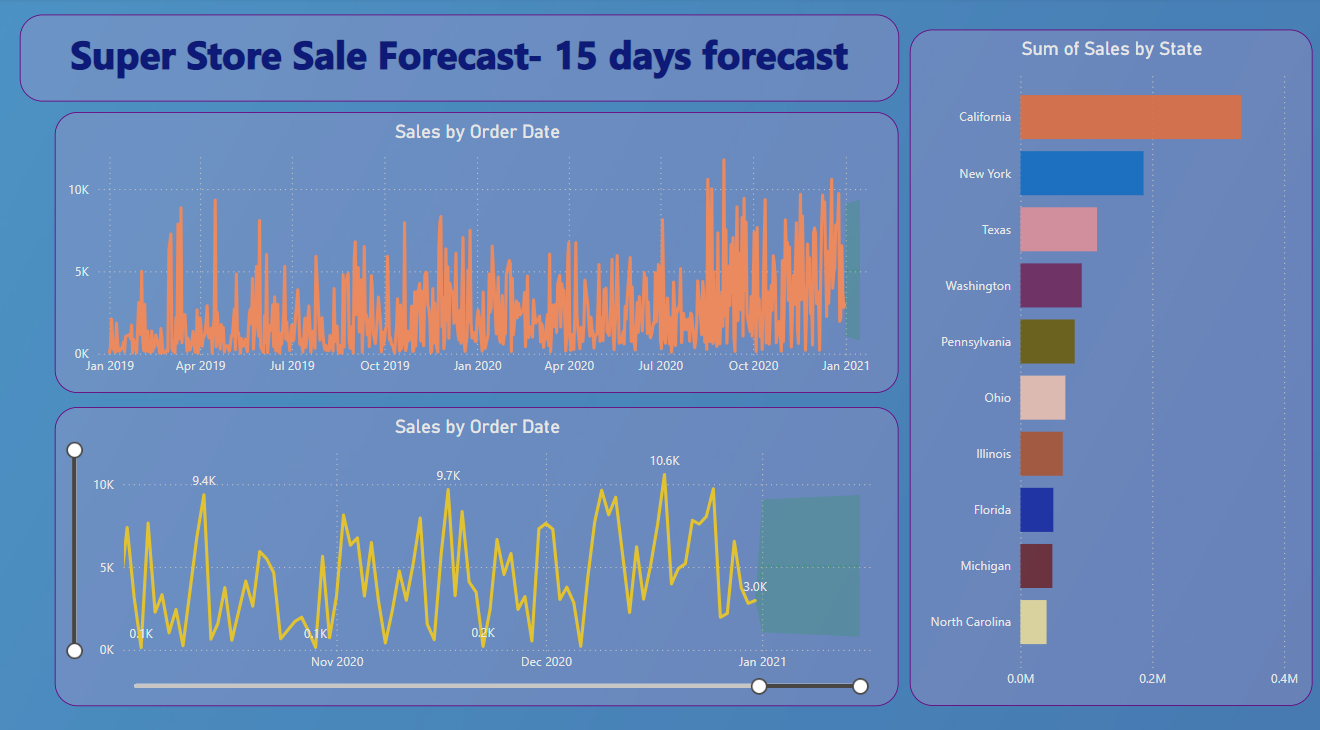 Super Store Sale Forecast- 15 days forecast
Sales by Order Date
10K
5K
0K
Jan 2019 Apr 2019 Jul 2019 Oct 2019 Jan 2020 Apr 2020 Jul 2020 Oct 2020 Jan 2021
Sales by Order Date
10.6K
9.7K
9.4K
10K
5K
3.0K
0.1K 0.1K 0.2K
0K
Nov 2020 Dec 2020 Jan 2021
Sum of Sales by State
California
New York
Texas
Washington
Pennsylvania
Ohio
Illinois
Florida
Michigan
North Carolina
0.0M 0.2M 0.4M